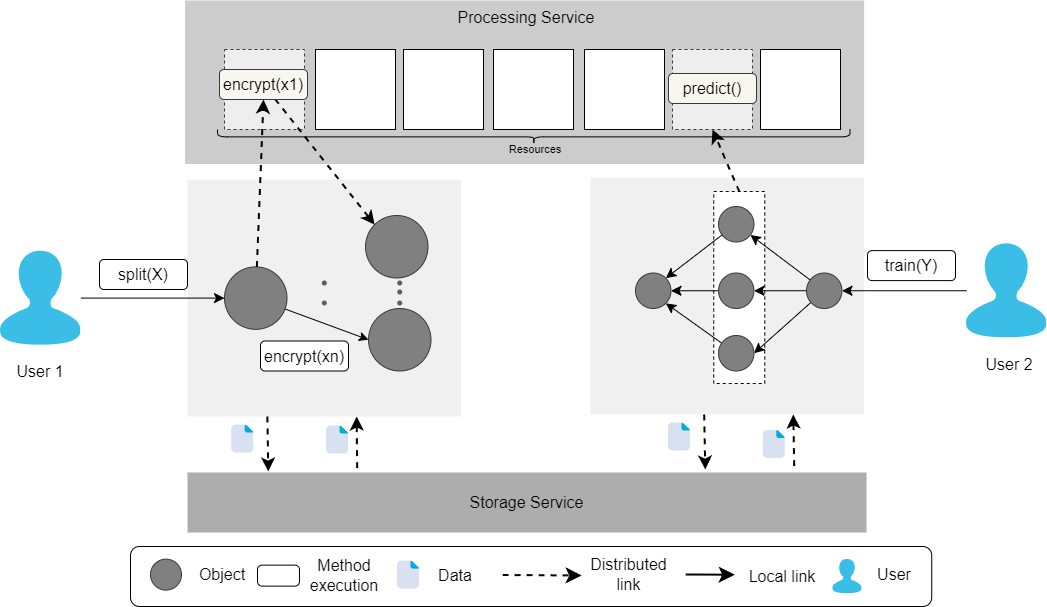 Processing Service
encrypt(x1)
predict()
Resources
split(X)
train(Y)
encrypt(xn)
User 1
User 2
Storage Service
Object
Method
execution
Data
Distributed
link
Local link
User